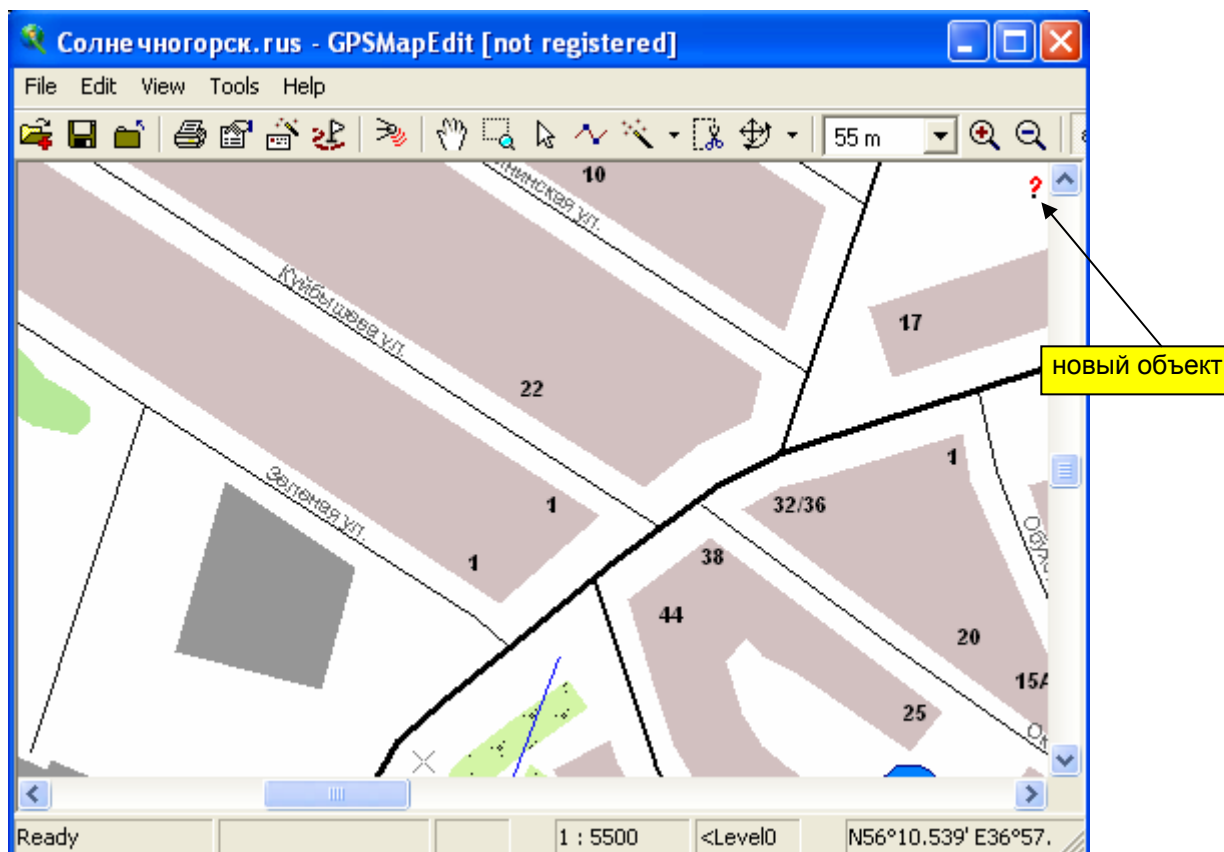 Солнечногорск.rus - GPSMapEdit [not registered]
File Edit View Tools Help
55 m
10
?
Куйбышева ул.
17
новый объект
22
1
Зеленая ул.
1
32/36
1
38
44
20
25
Ready
1 : 5500
<Level0
N56°10.539' E36°57.